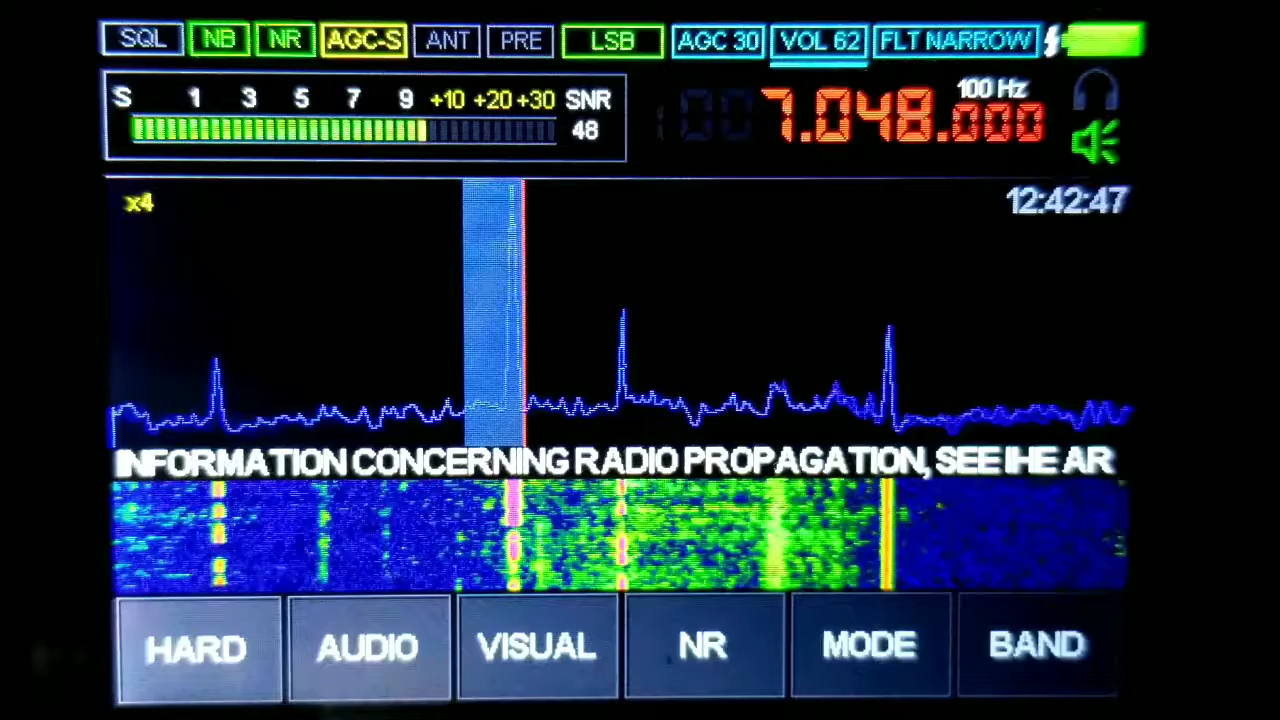 SQL NB NR AGC-S ANT PRE LSB AGC 30 VOL 62 FLT NARROW
S 1 3 5 7 9 +10 +20 +30 SNR
48
100 Hz
7.048.000
x4
12:42:47
INFORMATION CONCERNING RADIO PROPAGATION, SEE THE AR
HARD AUDIO VISUAL NR MODE BAND